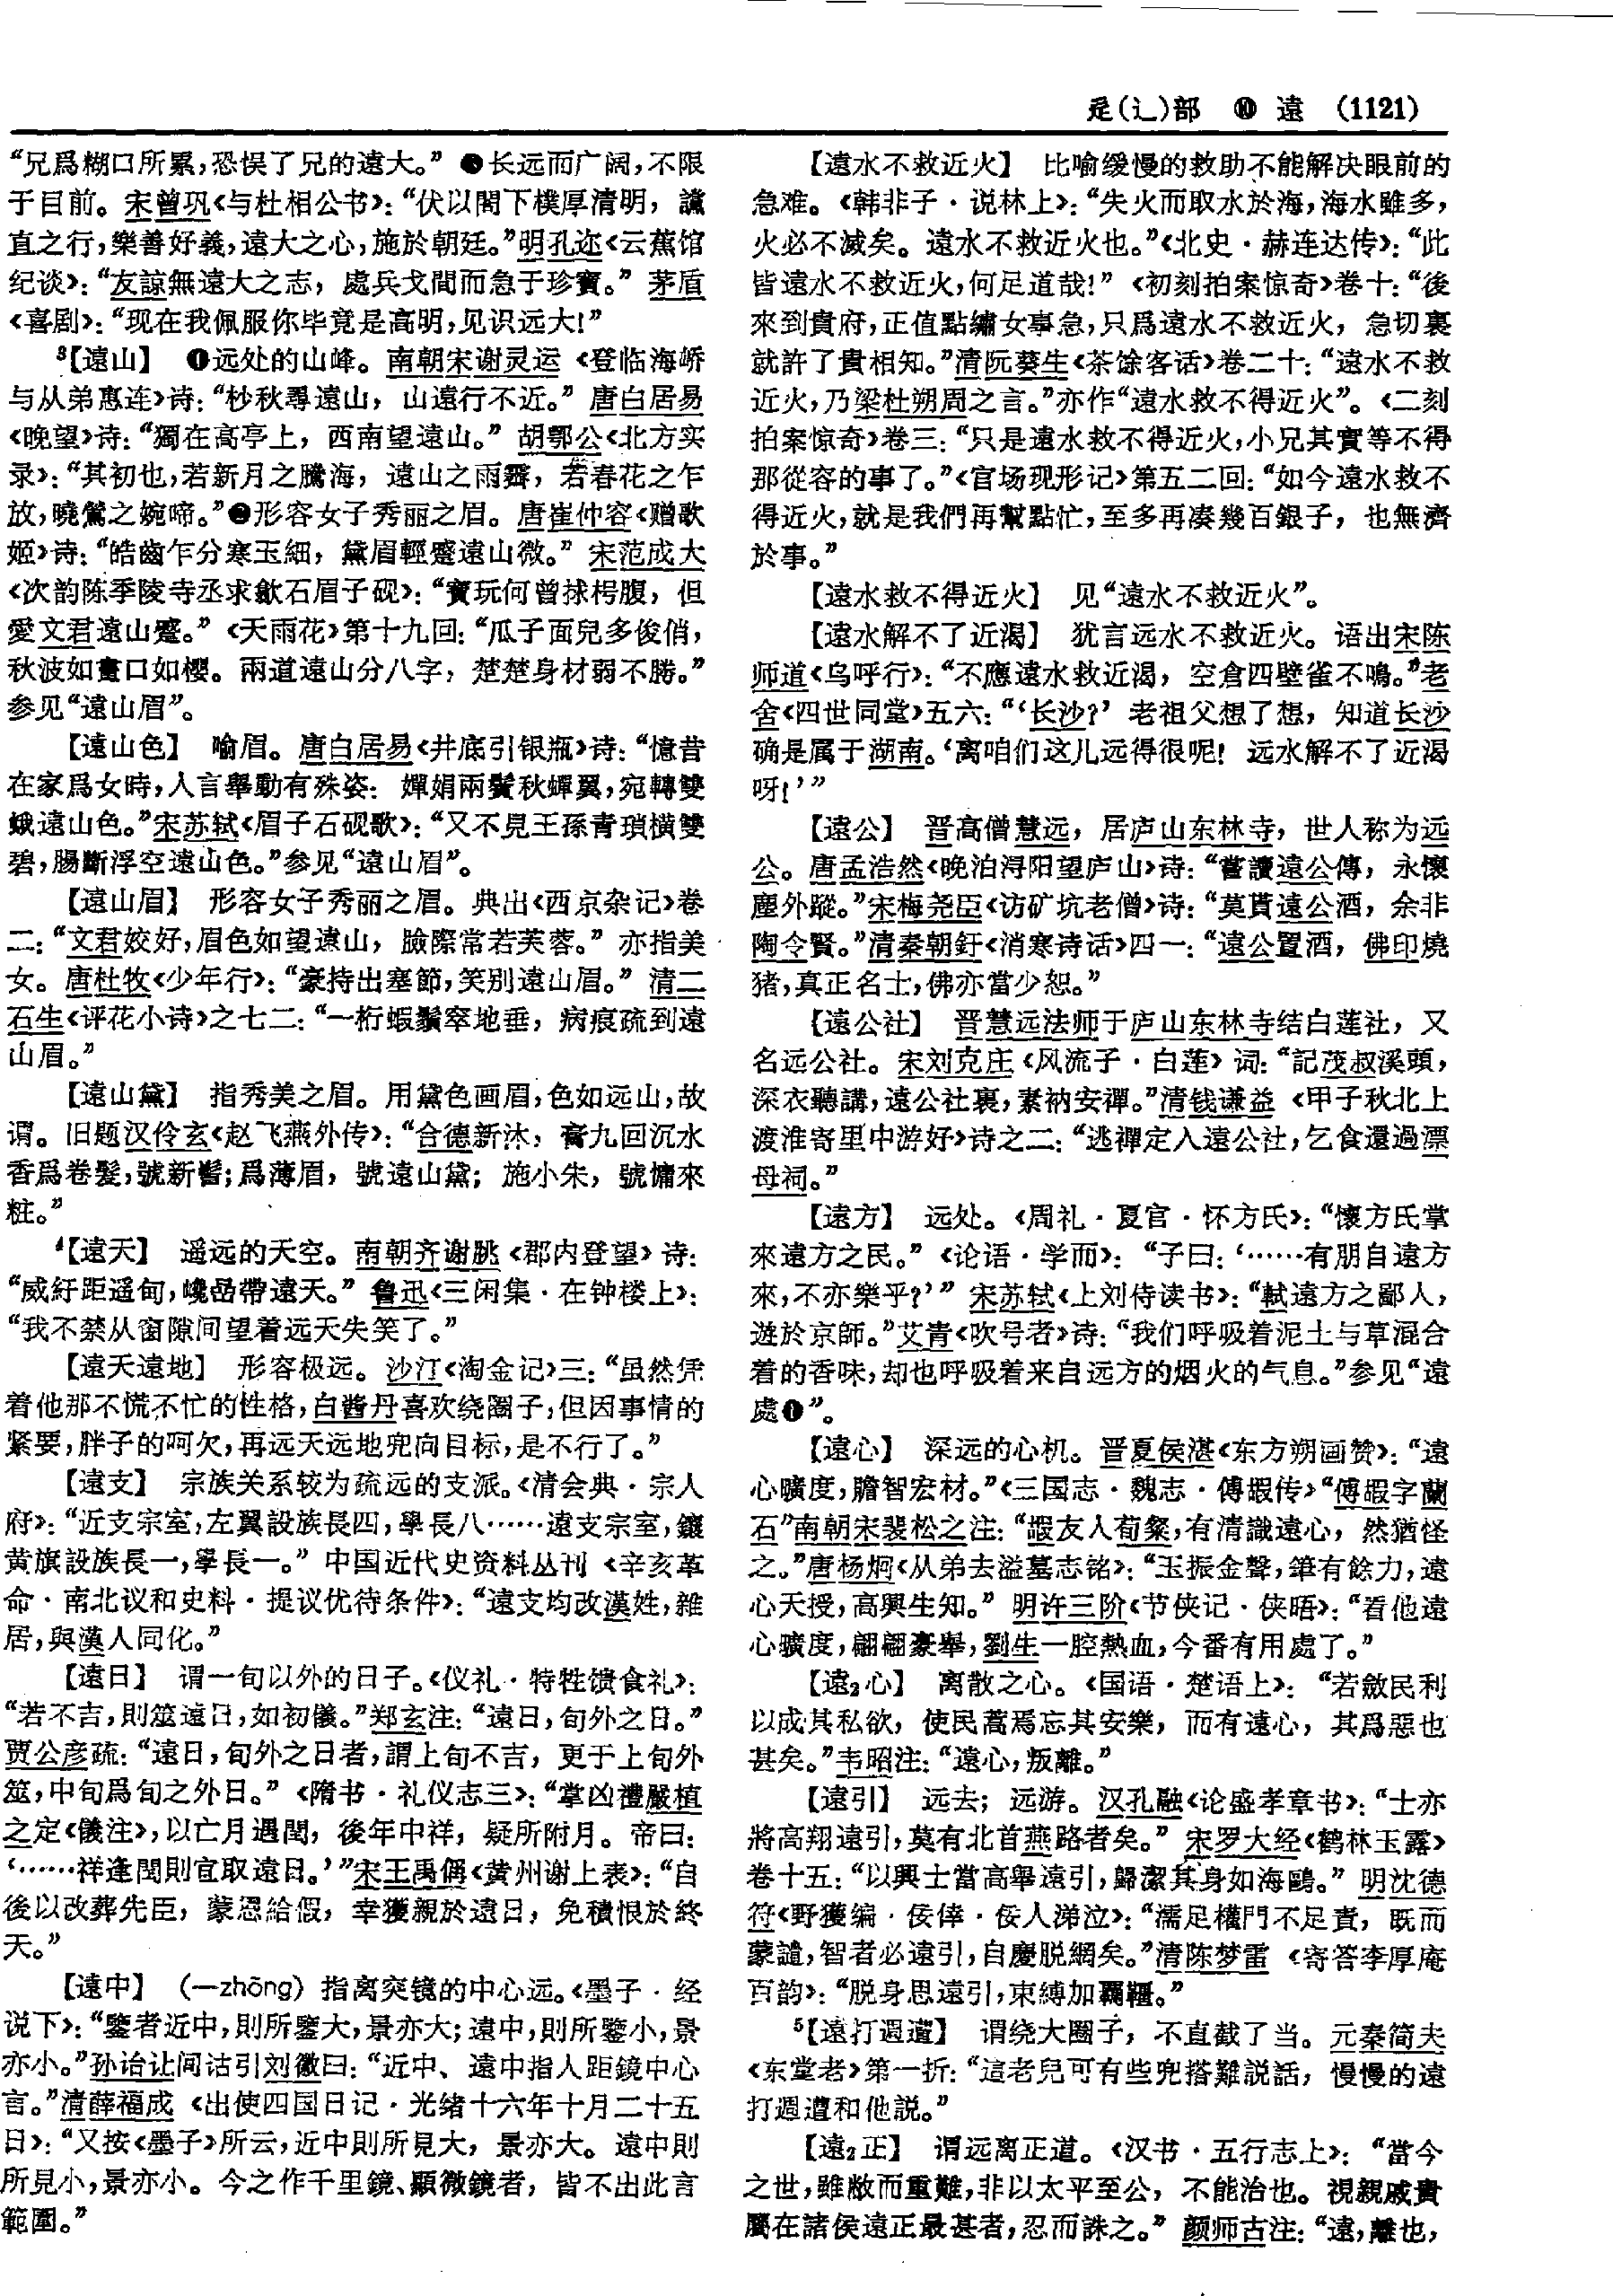 辵(辶)部 ❿ 遠 (1121)
“兄爲糊口所累，恐悮了兄的遠大。” ❸长远而广阔，不限
于目前。宋曾巩《与杜相公书》：“伏以閤下樸厚清明，讜
直之行，樂善好義，遠大之心，施於朝廷。”明孔迩《云蕉馆
纪谈》：“友諒無遠大之志，處兵戈間而急于珍寶。” 茅盾
《喜剧》：“现在我佩服你毕竟是高明，见识远大！”
³【遠山】 ❶远处的山峰。南朝宋谢灵运《登临海峤
与从弟惠连》诗：“杪秋尋遠山，山遠行不近。” 唐白居易
《晚望》诗：“獨在高亭上，西南望遠山。” 胡鄂公《北方实
录》：“其初也，若新月之騰海，遠山之雨霽，若春花之乍
放，曉鶯之婉啼。”❷形容女子秀丽之眉。唐崔仲容《赠歌
姬》诗：“皓齒乍分寒玉細，黛眉輕蹙遠山微。” 宋范成大
《次韵陈季陵寺丞求歙石眉子砚》：“寶玩何曾捄枵腹，但
愛文君遠山蹙。”《天雨花》第十九回：“瓜子面兒多俊俏，
秋波如畫口如樱。兩道遠山分八字，楚楚身材弱不勝。”
参见“遠山眉”。
【遠山色】 喻眉。唐白居易《井底引银瓶》诗：“憶昔
在家爲女時，人言舉動有殊姿：嬋娟兩鬢秋蟬翼，宛轉雙
蛾遠山色。”宋苏轼《眉子石砚歌》：“又不見王孫青瑣横雙
碧，腸斷浮空遠山色。”参见“遠山眉”。
【遠山眉】 形容女子秀丽之眉。典出《西京杂记》卷
二：“文君姣好，眉色如望遠山，臉際常若芙蓉。” 亦指美
女。唐杜牧《少年行》：“豪持出塞節，笑别遠山眉。” 清二
石生《评花小诗》之七二：“一桁蝦鬚窣地垂，病痕疏到遠
山眉。”
【遠山黛】 指秀美之眉。用黛色画眉，色如远山，故
谓。旧题汉伶玄《赵飞燕外传》：“合德新沐，膏九回沉水
香爲卷髮，號新髻；爲薄眉，號遠山黛；施小朱，號慵來
粧。”
⁴【遠天】 遥远的天空。南朝齐谢朓《郡内登望》诗：
“威紆距遥甸，巉嵒帶遠天。” 鲁迅《三闲集·在钟楼上》：
“我不禁从窗隙间望着远天失笑了。”
【遠天遠地】 形容极远。沙汀《淘金记》三：“虽然凭
着他那不慌不忙的性格，白酱丹喜欢绕圈子，但因事情的
紧要，胖子的呵欠，再远天远地兜向目标，是不行了。”
【遠支】 宗族关系较为疏远的支派。《清会典·宗人
府》：“近支宗室，左翼設族長四，學長八……遠支宗室，鑲
黄旗設族長一，學長一。” 中国近代史资料丛刊《辛亥革
命·南北议和史料·提议优待条件》：“遠支均改漢姓，雜
居，與漢人同化。”
【遠日】 谓一旬以外的日子。《仪礼·特牲馈食礼》：
“若不吉，則筮遠日，如初儀。”郑玄注：“遠日，旬外之日。”
贾公彦疏：“遠日，旬外之日者，謂上旬不吉，更于上旬外
筮，中旬爲旬之外日。”《隋书·礼仪志三》：“掌凶禮嚴植
之定《儀注》，以亡月遇閏，後年中祥，疑所附月。帝曰：
‘……祥逢閏則宜取遠日。’”宋王禹偁《黄州谢上表》：“自
後以改葬先臣，蒙恩給假，幸獲親於遠日，免積恨於終
天。”
【遠中】 （—zhōng）指离突镜的中心远。《墨子·经
说下》：“鑒者近中，則所鑒大，景亦大；遠中，則所鑒小，景
亦小。”孙诒让间诂引刘徽曰：“近中、遠中指人距鏡中心
言。”清薛福成《出使四国日记·光绪十六年十月二十五
日》：“又按《墨子》所云，近中則所見大，景亦大。遠中則
所見小，景亦小。今之作千里鏡、顯微鏡者，皆不出此言
範圍。”
【遠水不救近火】 比喻缓慢的救助不能解决眼前的
急难。《韩非子·说林上》：“失火而取水於海，海水雖多，
火必不滅矣。遠水不救近火也。”《北史·赫连达传》：“此
皆遠水不救近火，何足道哉！”《初刻拍案惊奇》卷十：“後
來到貴府，正值點繡女事急，只爲遠水不救近火，急切裏
就許了貴相知。”清阮葵生《茶馀客话》卷二十：“遠水不救
近火，乃梁杜朔周之言。”亦作“遠水救不得近火”。《二刻
拍案惊奇》卷三：“只是遠水救不得近火，小兄其實等不得
那從容的事了。”《官场现形记》第五二回：“如今遠水救不
得近火，就是我們再幫點忙，至多再凑幾百銀子，也無濟
於事。”
【遠水救不得近火】 见“遠水不救近火”。
【遠水解不了近渴】 犹言远水不救近火。语出宋陈
师道《乌呼行》：“不應遠水救近渴，空倉四壁雀不鳴。”老
舍《四世同堂》五六：“‘长沙？’老祖父想了想，知道长沙
确是属于湖南。‘离咱们这儿远得很呢！远水解不了近渴
呀！’”
【遠公】 晋高僧慧远，居庐山东林寺，世人称为远
公。唐孟浩然《晚泊浔阳望庐山》诗：“嘗讀遠公傳，永懷
塵外蹤。”宋梅尧臣《访矿坑老僧》诗：“莫貰遠公酒，余非
陶令賢。”清秦朝釪《消寒诗话》四一：“遠公置酒，佛印燒
猪，真正名士，佛亦當少恕。”
【遠公社】 晋慧远法师于庐山东林寺结白莲社，又
名远公社。宋刘克庄《风流子·白莲》词：“記茂叔溪頭，
深衣聽講，遠公社裏，素衲安禪。”清钱谦益《甲子秋北上
渡淮寄里中游好》诗之二：“逃禪定入遠公社，乞食還過漂
母祠。”
【遠方】 远处。《周礼·夏官·怀方氏》：“懷方氏掌
來遠方之民。”《论语·学而》：“子曰：‘……有朋自遠方
來，不亦樂乎？’” 宋苏轼《上刘侍读书》：“軾遠方之鄙人，
遊於京師。”艾青《吹号者》诗：“我们呼吸着泥土与草混合
着的香味，却也呼吸着来自远方的烟火的气息。”参见“遠
處❶”。
【遠心】 深远的心机。晋夏侯湛《东方朔画赞》：“遠
心曠度，贍智宏材。”《三国志·魏志·傅嘏传》“傅嘏字蘭
石”南朝宋裴松之注：“嘏友人荀粲，有清識遠心，然猶怪
之。”唐杨炯《从弟去溢墓志铭》：“玉振金聲，筆有餘力，遠
心天授，高興生知。” 明许三阶《节侠记·侠晤》：“看他遠
心曠度，翩翩豪舉，劉生一腔熱血，今番有用處了。”
【遠₂心】 离散之心。《国语·楚语上》：“若斂民利
以成其私欲，使民蒿焉忘其安樂，而有遠心，其爲惡也
甚矣。”韦昭注：“遠心，叛離。”
【遠引】 远去；远游。汉孔融《论盛孝章书》：“士亦
將高翔遠引，莫有北首燕路者矣。” 宋罗大经《鹤林玉露》
卷十五：“以興士當高舉遠引，歸潔其身如海鷗。” 明沈德
符《野獲编·佞倖·佞人涕泣》：“濡足權門不足責，既而
蒙譴，智者必遠引，自慶脱網矣。”清陈梦雷《寄答李厚庵
百韵》：“脱身思遠引，束縛加羈韁。”
⁵【遠打週遭】 谓绕大圈子，不直截了当。元秦简夫
《东堂老》第一折：“這老兒可有些兜搭難説話，慢慢的遠
打週遭和他説。”
【遠₂正】 谓远离正道。《汉书·五行志上》：“當今
之世，雖敝而重難，非以太平至公，不能治也。視親戚貴
屬在諸侯遠正最甚者，忍而誅之。” 颜师古注：“遠，離也，